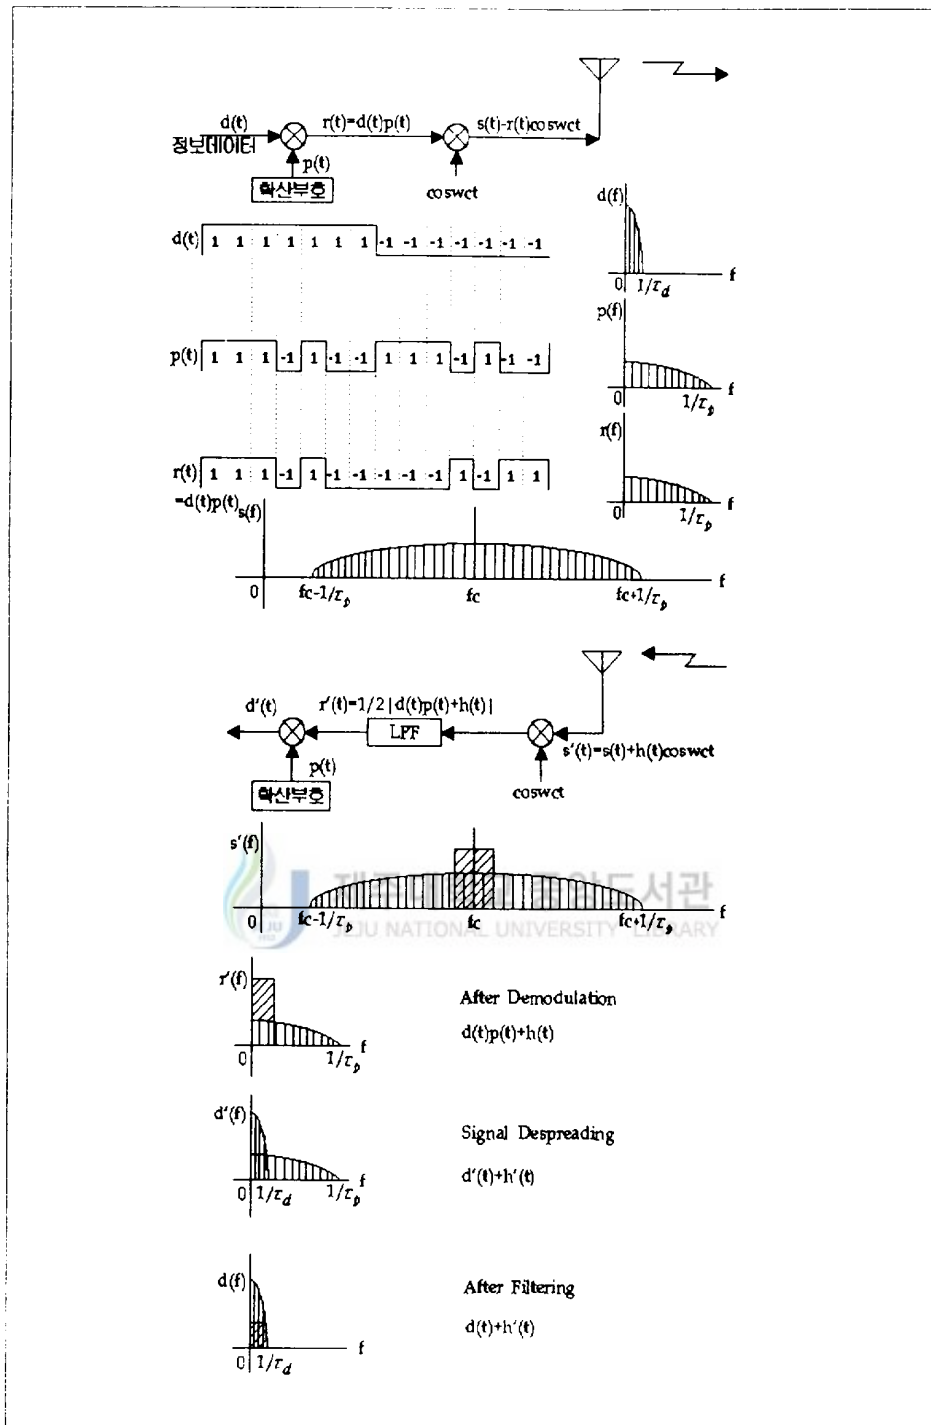 d(t) r(t)=d(t)p(t) s(t)-r(t)coswct
정보데이터
p(t)
확산부호 coswct
d(f)
d(t) 1 1 1 1 1 1 1 -1 -1 -1 -1 -1 -1 -1
0 1/τd f
p(f)
p(t) 1 1 1 -1 1 -1 -1 1 1 1 -1 1 -1 -1
f
0 1/τp
r(f)
r(t) 1 1 1 -1 1 -1 -1 -1 -1 -1 1 -1 1 1
=d(t)p(t)
f
0 1/τp
s(f)
f
0 fc-1/τp fc fc+1/τp
d'(t) r'(t)=1/2|d(t)p(t)+h(t)|
LPF
s'(t)=s(t)+h(t)coswct
p(t)
확산부호 coswct
s'(f)
제주대학교 중앙도서관
0 fc-1/τp fc fc+1/τp f
JEJU NATIONAL UNIVERSITY LIBRARY
r'(f)
After Demodulation
d(t)p(t)+h(t)
f
0 1/τp
d'(f)
Signal Despreading
d'(t)+h'(t)
f
0 1/τd 1/τp
d(f)
After Filtering
d(t)+h'(t)
f
0 1/τd